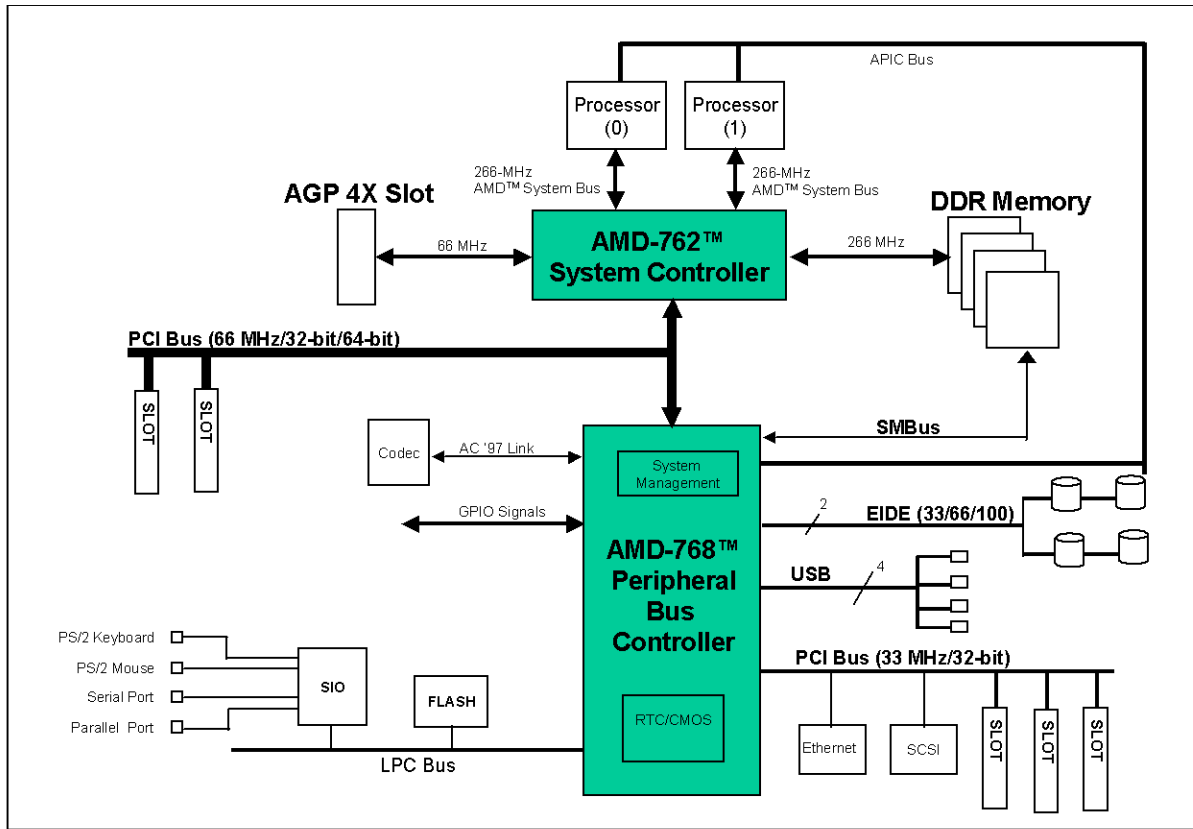 APIC Bus
Processor
(0)
Processor
(1)
266-MHz
AMD™ System Bus
266-MHz
AMD™ System Bus
AGP 4X Slot
DDR Memory
AMD-762™
System Controller
66 MHz
266 MHz
PCI Bus (66 MHz/32-bit/64-bit)
SLOT
SLOT
SMBus
Codec
AC '97 Link
System
Management
GPIO Signals
2
EIDE (33/66/100)
AMD-768™
Peripheral
Bus
Controller
USB
4
PS/2 Keyboard
PS/2 Mouse
Serial Port
Parallel Port
SIO
FLASH
LPC Bus
RTC/CMOS
PCI Bus (33 MHz/32-bit)
Ethernet
SCSI
SLOT
SLOT
SLOT